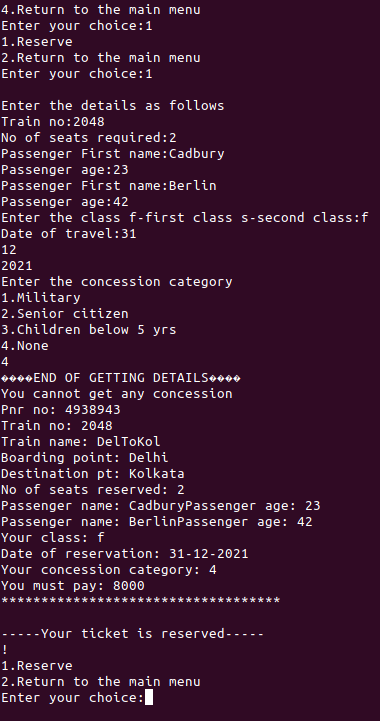 4.Return to the main menu
Enter your choice:1
1.Reserve
2.Return to the main menu
Enter your choice:1
Enter the details as follows
Train no:2048
No of seats required:2
Passenger First name:Cadbury
Passenger age:23
Passenger First name:Berlin
Passenger age:42
Enter the class f-first class s-second class:f
Date of travel:31
12
2021
Enter the concession category
1.Military
2.Senior citizen
3.Children below 5 yrs
4.None
4
����END OF GETTING DETAILS����
You cannot get any concession
Pnr no: 4938943
Train no: 2048
Train name: DelToKol
Boarding point: Delhi
Destination pt: Kolkata
No of seats reserved: 2
Passenger name: CadburyPassenger age: 23
Passenger name: BerlinPassenger age: 42
Your class: f
Date of reservation: 31-12-2021
Your concession category: 4
You must pay: 8000
***********************************
-----Your ticket is reserved-----
!
1.Reserve
2.Return to the main menu
Enter your choice: